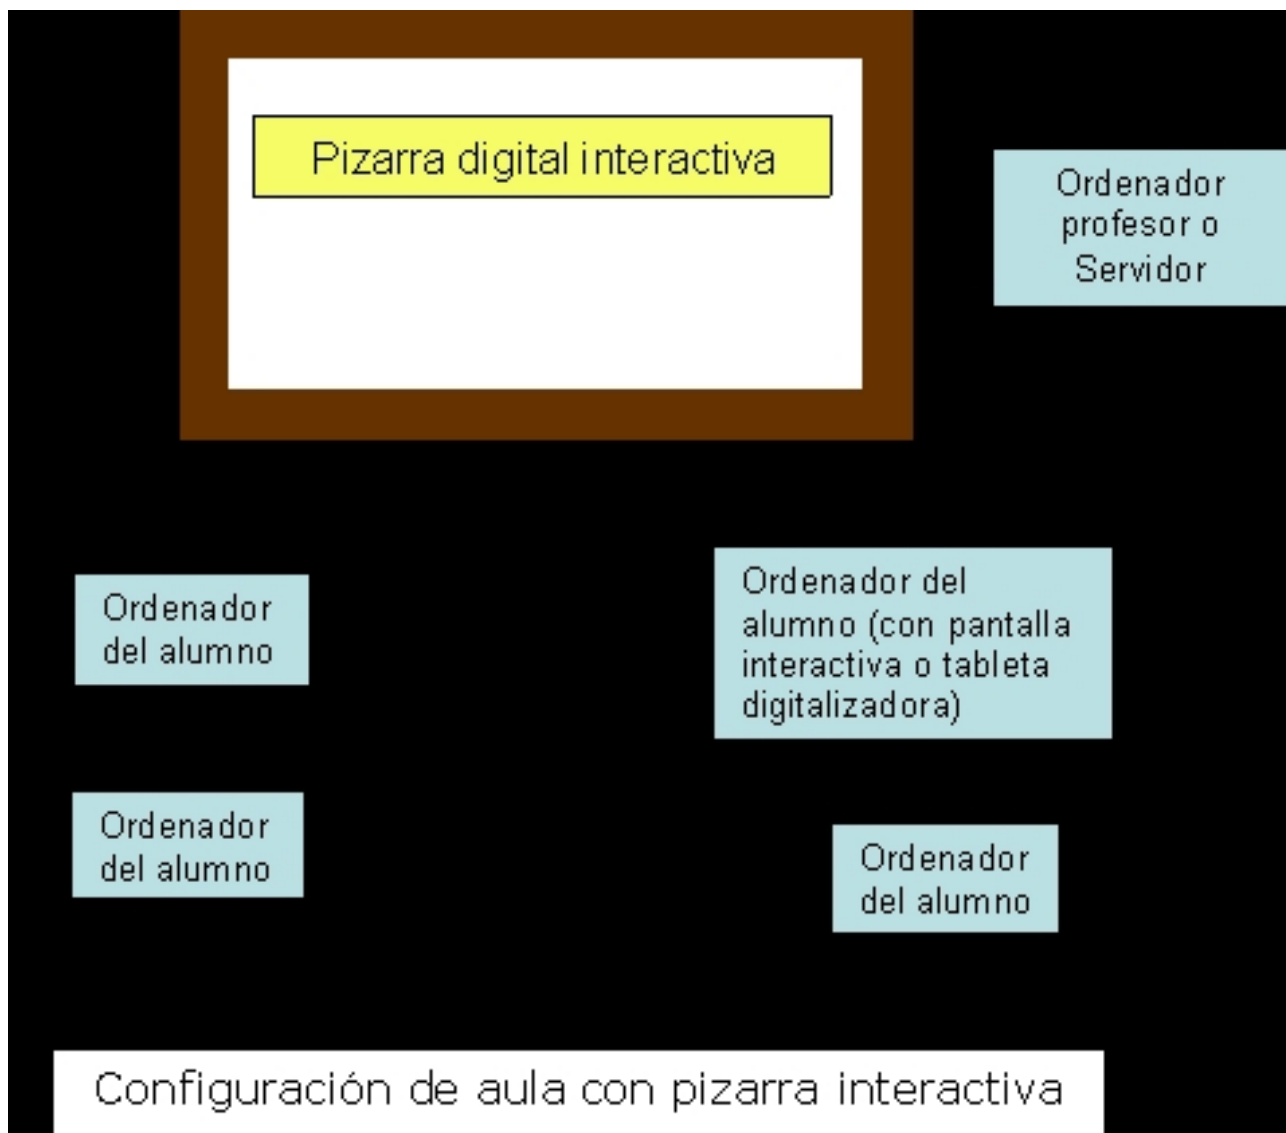 Pizarra digital interactiva
Ordenador
profesor o
Servidor
Ordenador
del alumno
Ordenador del
alumno (con pantalla
interactiva o tableta
digitalizadora)
Ordenador
del alumno
Ordenador
del alumno
Configuración de aula con pizarra interactiva